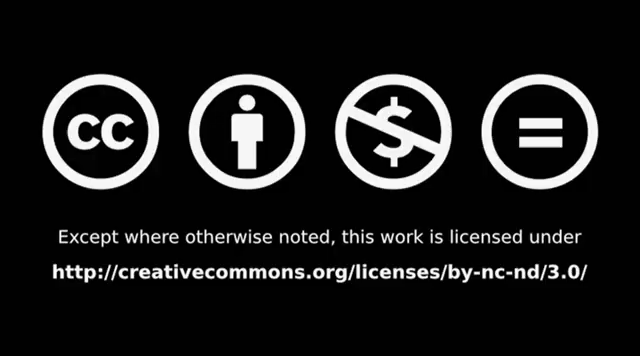 cc
$
=
Except where otherwise noted, this work is licensed under
http://creativecommons.org/licenses/by-nc-nd/3.0/